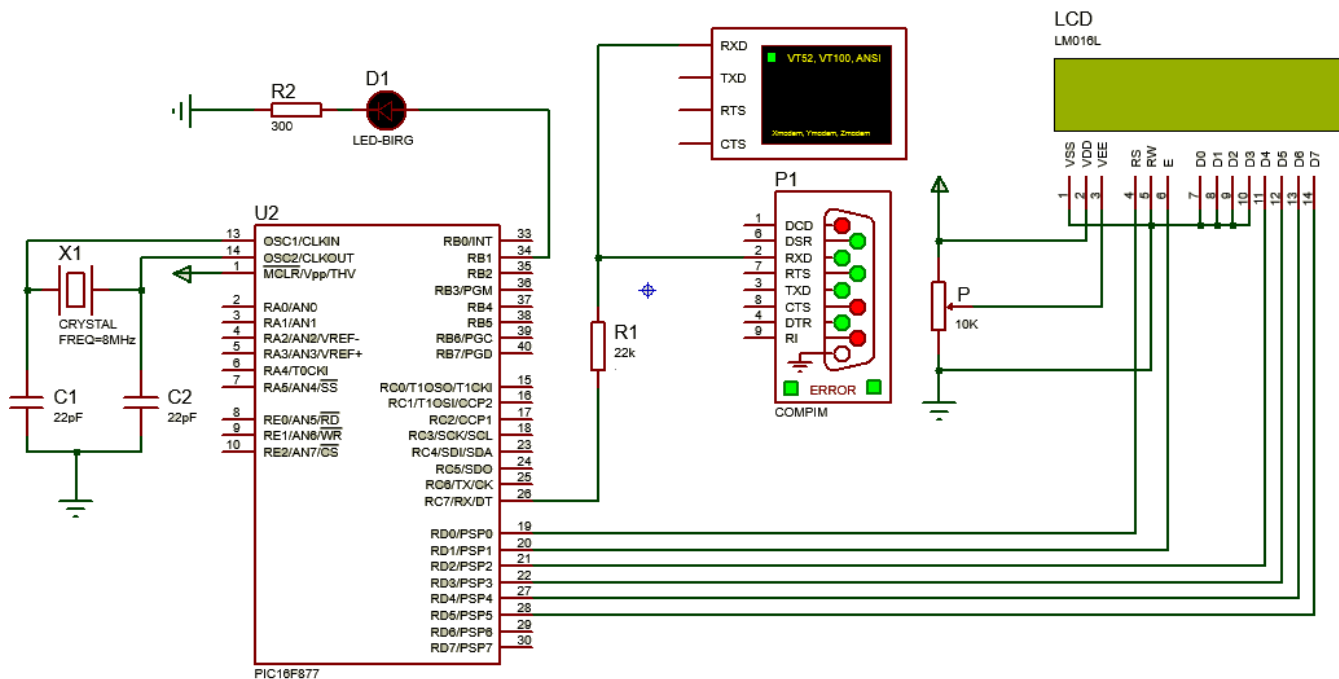 LCD
LM016L
VSS
VDD
VEE
RS
RW
E
D0
D1
D2
D3
D4
D5
D6
D7
1
2
3
4
5
6
7
8
9
10
11
12
13
14
RXD
TXD
RTS
CTS
VT52, VT100, ANSI
Xmodem, Ymodem, Zmodem
R2
300
D1
LED-BIRG
P1
1 DCD
6 DSR
2 RXD
7 RTS
3 TXD
8 CTS
4 DTR
9 RI
ERROR
COMPIM
P
10K
R1
22k
X1
CRYSTAL
FREQ=8MHz
C1
22pF
C2
22pF
U2
13 OSC1/CLKIN RB0/INT 33
14 OSC2/CLKOUT RB1 34
1 MCLR/Vpp/THV RB2 35
RB3/PGM 36
2 RA0/AN0 RB4 37
3 RA1/AN1 RB5 38
4 RA2/AN2/VREF- RB6/PGC 39
5 RA3/AN3/VREF+ RB7/PGD 40
6 RA4/T0CKI
7 RA5/AN4/SS RC0/T1OSO/T1CKI 15
RC1/T1OSI/CCP2 16
8 RE0/AN5/RD RC2/CCP1 17
9 RE1/AN6/WR RC3/SCK/SCL 18
10 RE2/AN7/CS RC4/SDI/SDA 23
RC5/SDO 24
RC6/TX/CK 25
RC7/RX/DT 26
RD0/PSP0 19
RD1/PSP1 20
RD2/PSP2 21
RD3/PSP3 22
RD4/PSP4 27
RD5/PSP5 28
RD6/PSP6 29
RD7/PSP7 30
PIC16F877